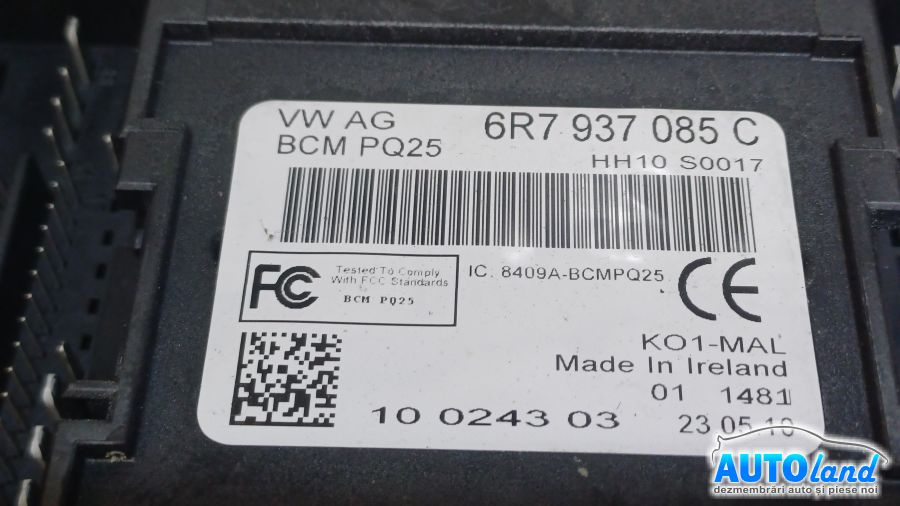 VW AG
BCM PQ25
6R7 937 085 C
HH10 S0017
FC
Tested To Comply
With FCC Standards
BCM PQ25
IC: 8409A-BCMPQ25
CE
KO1-MAL
Made In Ireland
01 1481
10 0243 03
23.05.10
AUTOland
dezmembrări auto și piese noi